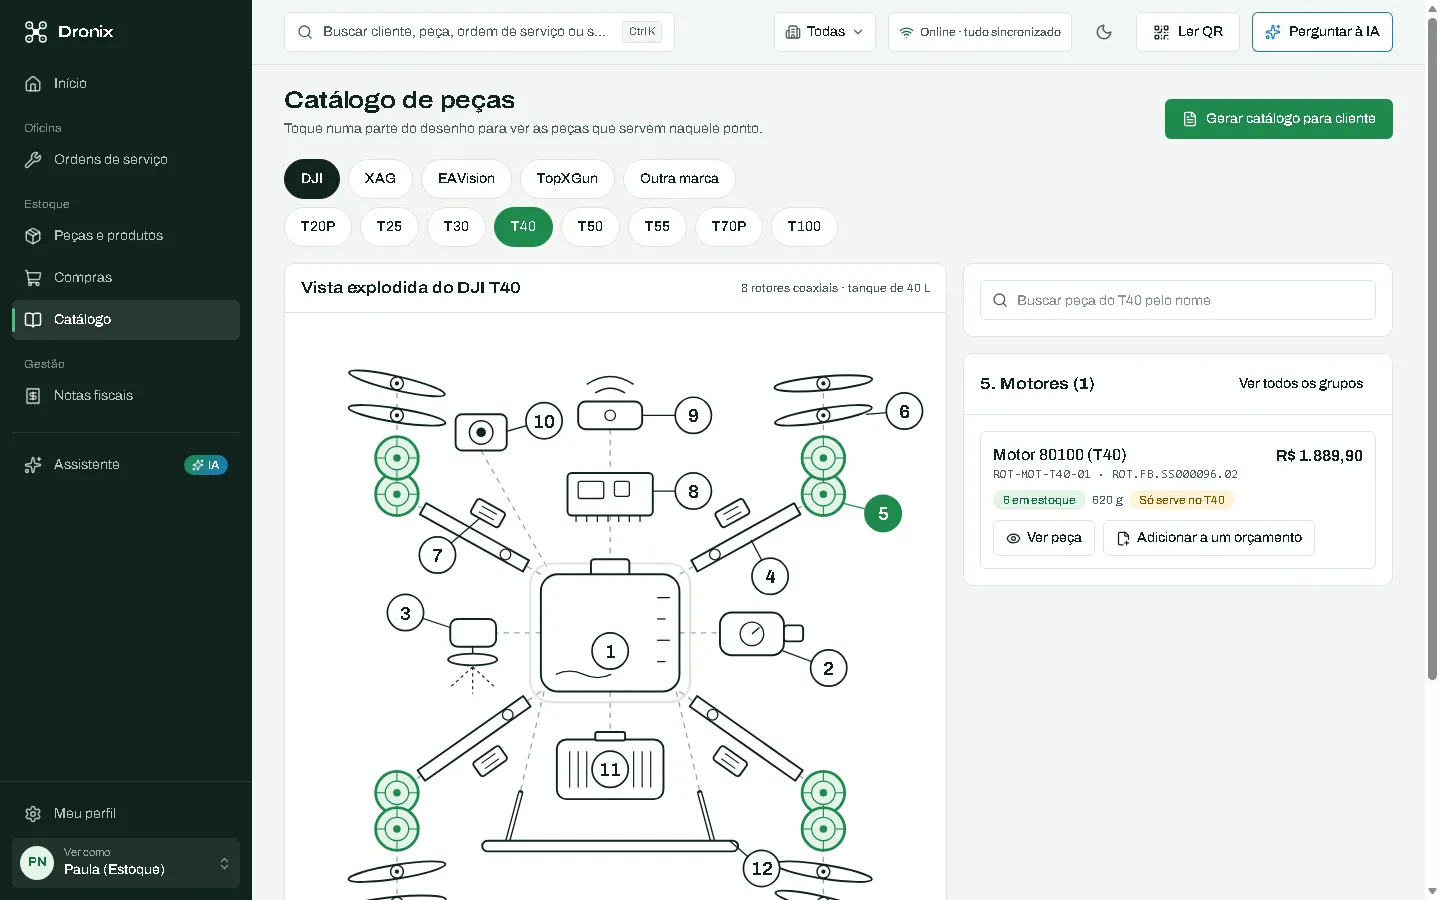 Dronix
Início
Oficina
Ordens de serviço
Estoque
Peças e produtos
Compras
Catálogo
Gestão
Notas fiscais
Assistente
IA
Meu perfil
PN
Ver como
Paula (Estoque)
Buscar cliente, peça, ordem de serviço ou s...
Ctrl K
Todas
Online · tudo sincronizado
Ler QR
Perguntar à IA
Catálogo de peças
Toque numa parte do desenho para ver as peças que servem naquele ponto.
Gerar catálogo para cliente
DJI
XAG
EAVision
TopXGun
Outra marca
T20P
T25
T30
T40
T50
T55
T70P
T100
Vista explodida do DJI T40
8 rotores coaxiais · tanque de 40 L
10
9
6
8
5
7
4
3
1
2
11
12
Buscar peça do T40 pelo nome
5. Motores (1)
Ver todos os grupos
Motor 80100 (T40)
R$ 1.889,90
ROT-MOT-T40-01 · ROT.FB.SS000096.02
6 em estoque
620 g
Só serve no T40
Ver peça
Adicionar a um orçamento